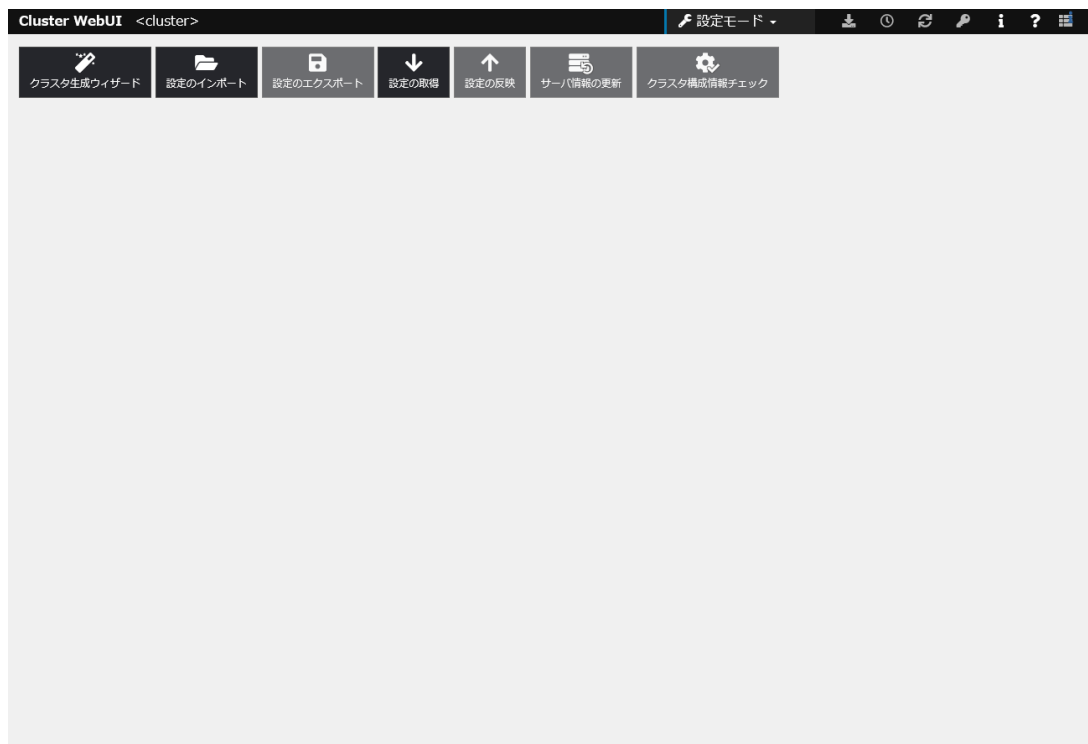 Cluster WebUI <cluster> 設定モード
クラスタ生成ウィザード 設定のインポート 設定のエクスポート 設定の取得 設定の反映 サーバ情報の更新 クラスタ構成情報チェック